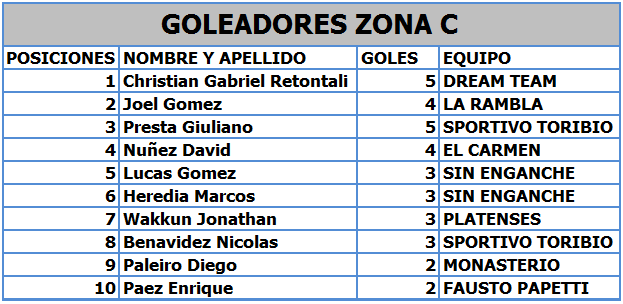 GOLEADORES ZONA C
POSICIONES NOMBRE Y APELLIDO GOLES EQUIPO
1 Christian Gabriel Retontali 5 DREAM TEAM
2 Joel Gomez 4 LA RAMBLA
3 Presta Giuliano 5 SPORTIVO TORIBIO
4 Nuñez David 4 EL CARMEN
5 Lucas Gomez 3 SIN ENGANCHE
6 Heredia Marcos 3 SIN ENGANCHE
7 Wakkun Jonathan 3 PLATENSES
8 Benavidez Nicolas 3 SPORTIVO TORIBIO
9 Paleiro Diego 2 MONASTERIO
10 Paez Enrique 2 FAUSTO PAPETTI